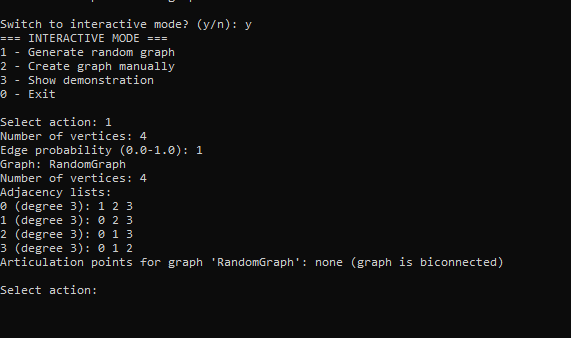 Switch to interactive mode? (y/n): y
=== INTERACTIVE MODE ===
1 - Generate random graph
2 - Create graph manually
3 - Show demonstration
0 - Exit
Select action: 1
Number of vertices: 4
Edge probability (0.0-1.0): 1
Graph: RandomGraph
Number of vertices: 4
Adjacency lists:
0 (degree 3): 1 2 3
1 (degree 3): 0 2 3
2 (degree 3): 0 1 3
3 (degree 3): 0 1 2
Articulation points for graph 'RandomGraph': none (graph is biconnected)
Select action: